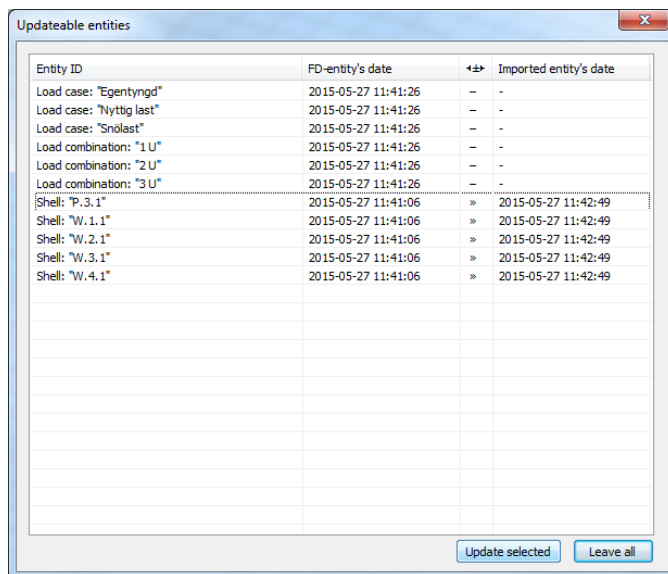 Updateable entities
Entity ID FD-entity's date Imported entity's date
Load case: "Egentyngd" 2015-05-27 11:41:26 – -
Load case: "Nyttig last" 2015-05-27 11:41:26 – -
Load case: "Snölast" 2015-05-27 11:41:26 – -
Load combination: "1 U" 2015-05-27 11:41:26 – -
Load combination: "2 U" 2015-05-27 11:41:26 – -
Load combination: "3 U" 2015-05-27 11:41:26 – -
Shell: "P.3.1" 2015-05-27 11:41:06 » 2015-05-27 11:42:49
Shell: "W.1.1" 2015-05-27 11:41:06 » 2015-05-27 11:42:49
Shell: "W.2.1" 2015-05-27 11:41:06 » 2015-05-27 11:42:49
Shell: "W.3.1" 2015-05-27 11:41:06 » 2015-05-27 11:42:49
Shell: "W.4.1" 2015-05-27 11:41:06 » 2015-05-27 11:42:49
Update selected Leave all